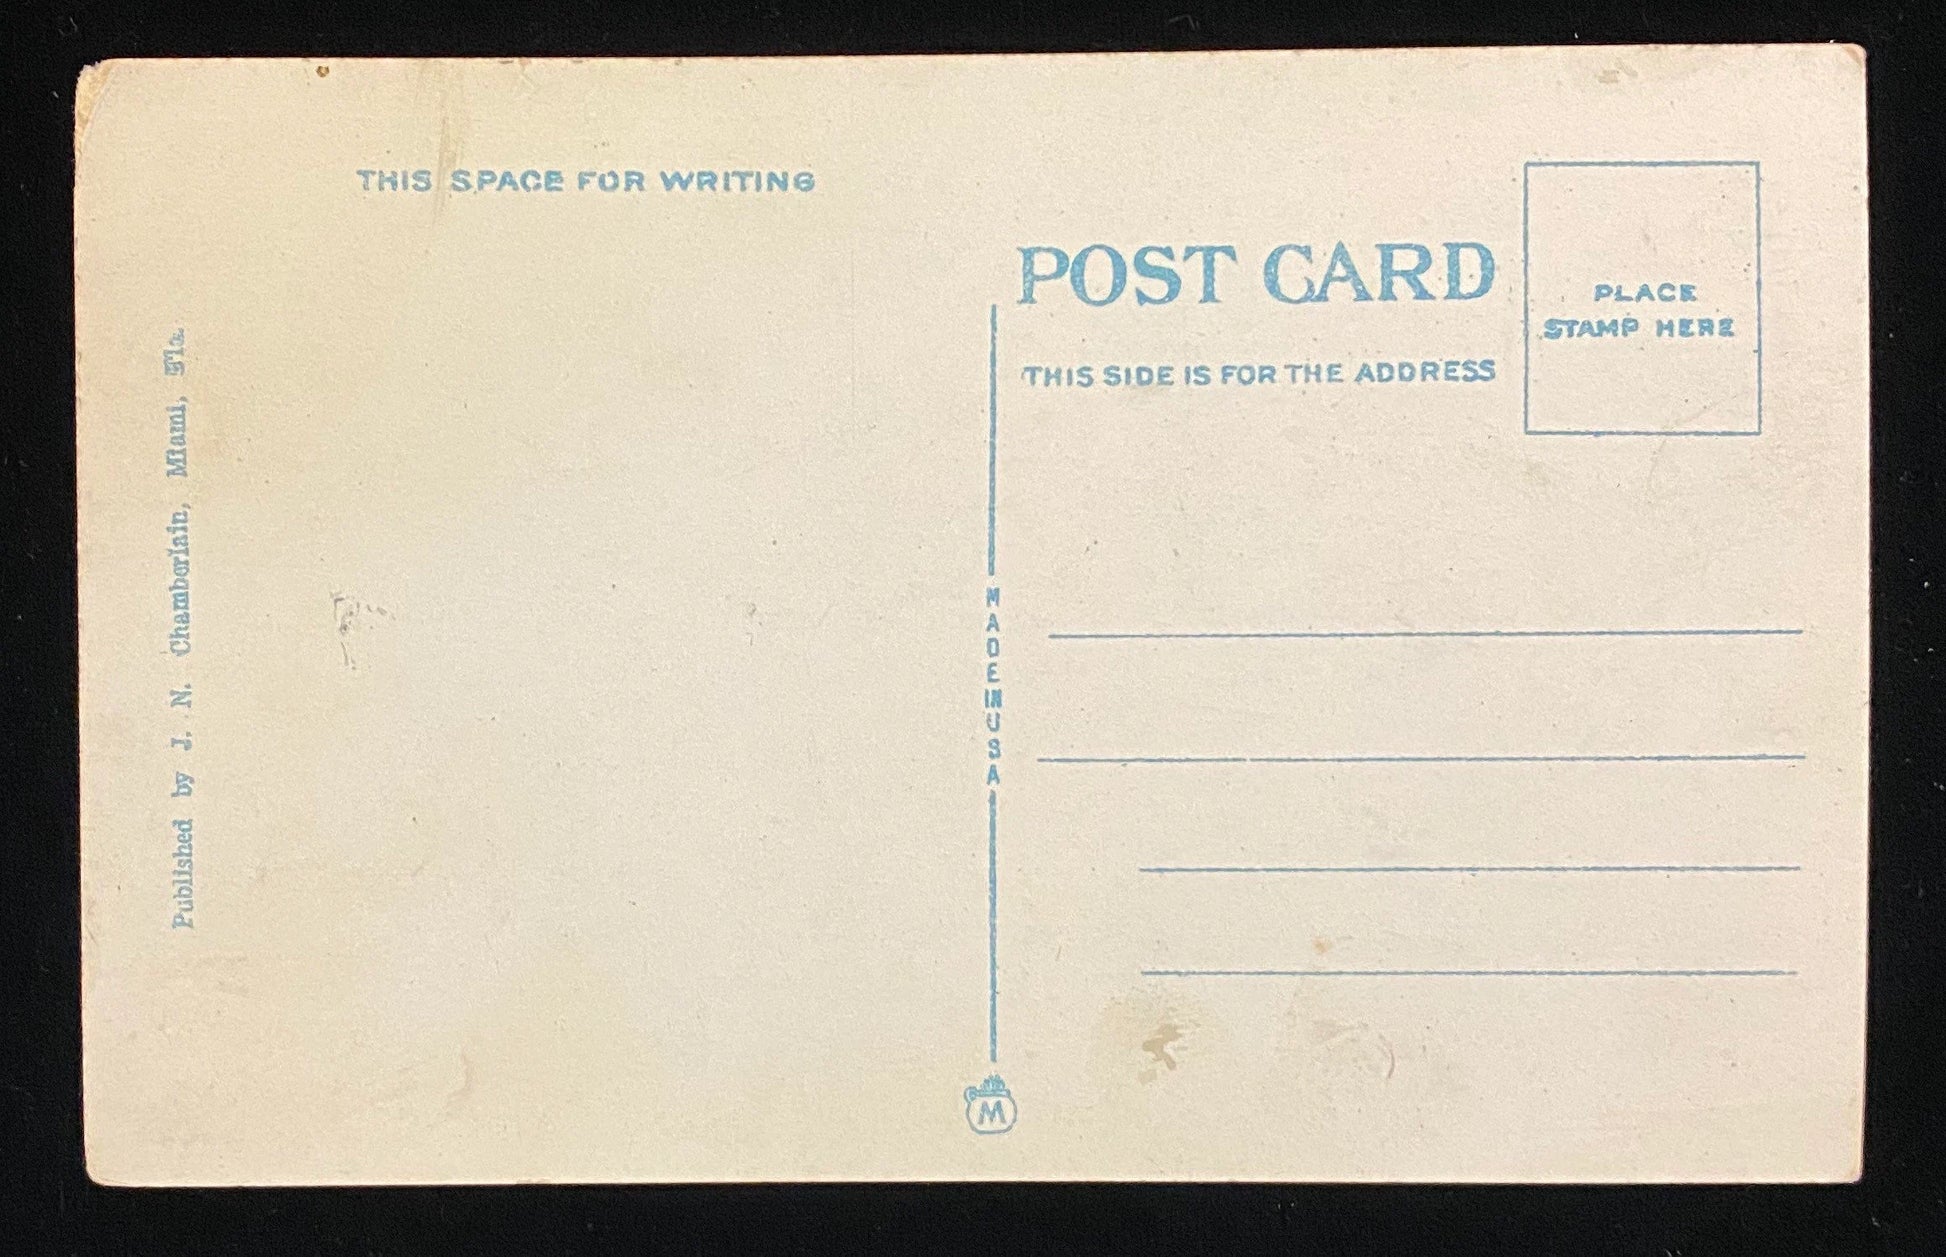 THIS SPACE FOR WRITING
Published by J. N. Chamberlain, Miami, Fla.
MADE IN USA
M
POST CARD
THIS SIDE IS FOR THE ADDRESS
PLACE
STAMP HERE